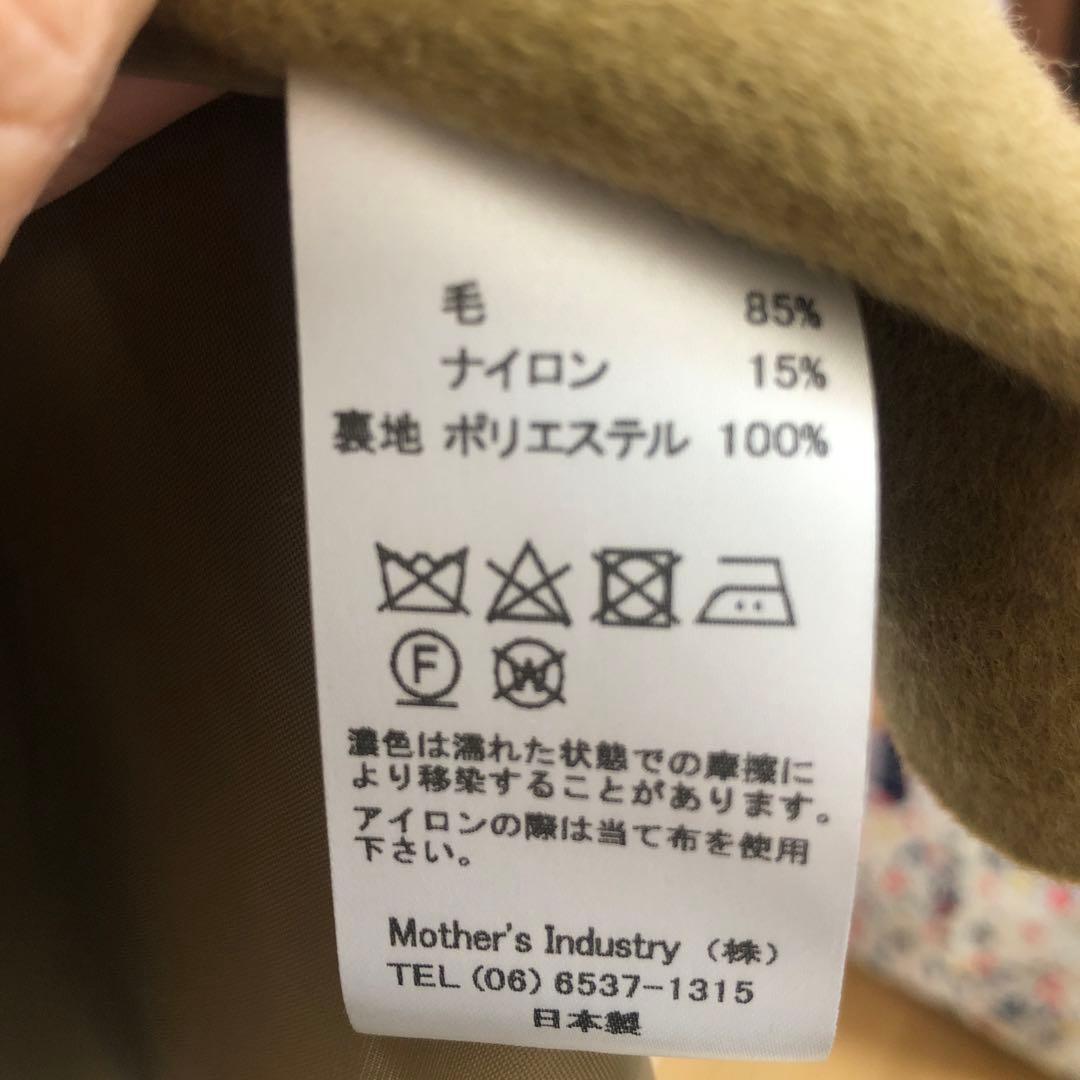 毛 85%
ナイロン 15%
裏地 ポリエステル 100%
F W
濃色は濡れた状態での摩擦に
より移染することがあります。
アイロンの際は当て布を使用
下さい。
Mother's Industry (株)
TEL (06) 6537-1315
日本製